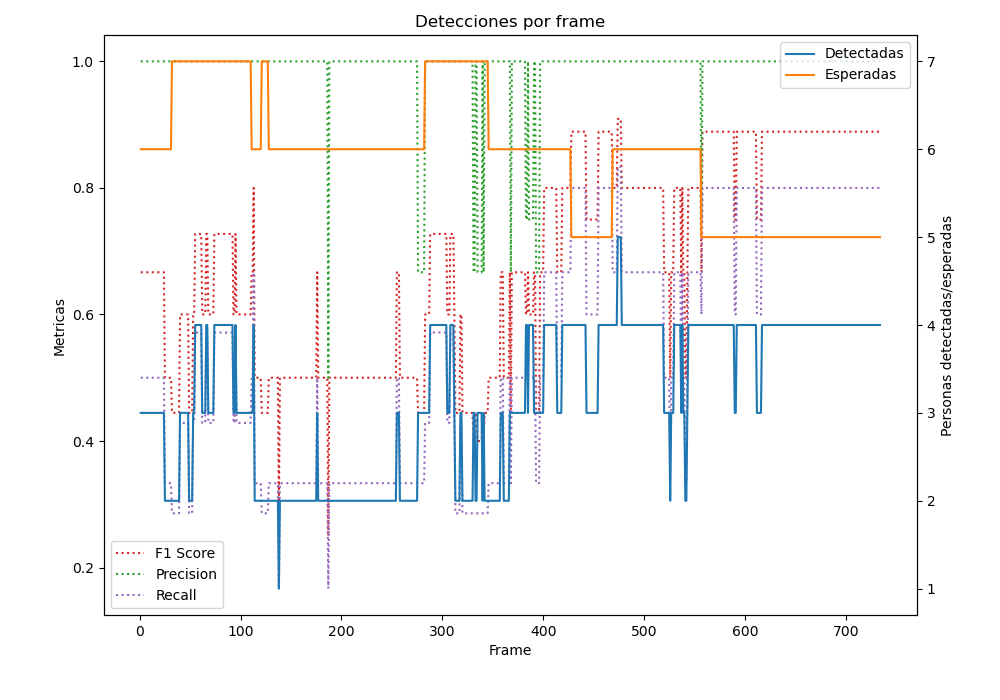 Detecciones por frame
Detectadas
Esperadas
1.0
0.8
0.6
0.4
0.2
Metricas
7
6
5
4
3
2
1
Personas detectadas/esperadas
F1 Score
Precision
Recall
0
100
200
300
400
500
600
700
Frame